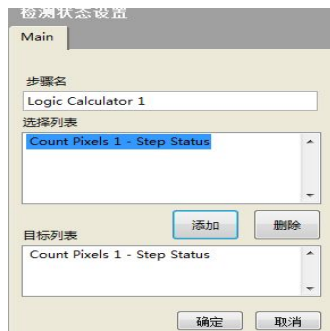 检测状态设置
Main
步骤名
Logic Calculator 1
选择列表
Count Pixels 1 - Step Status
添加
删除
目标列表
Count Pixels 1 - Step Status
确定
取消